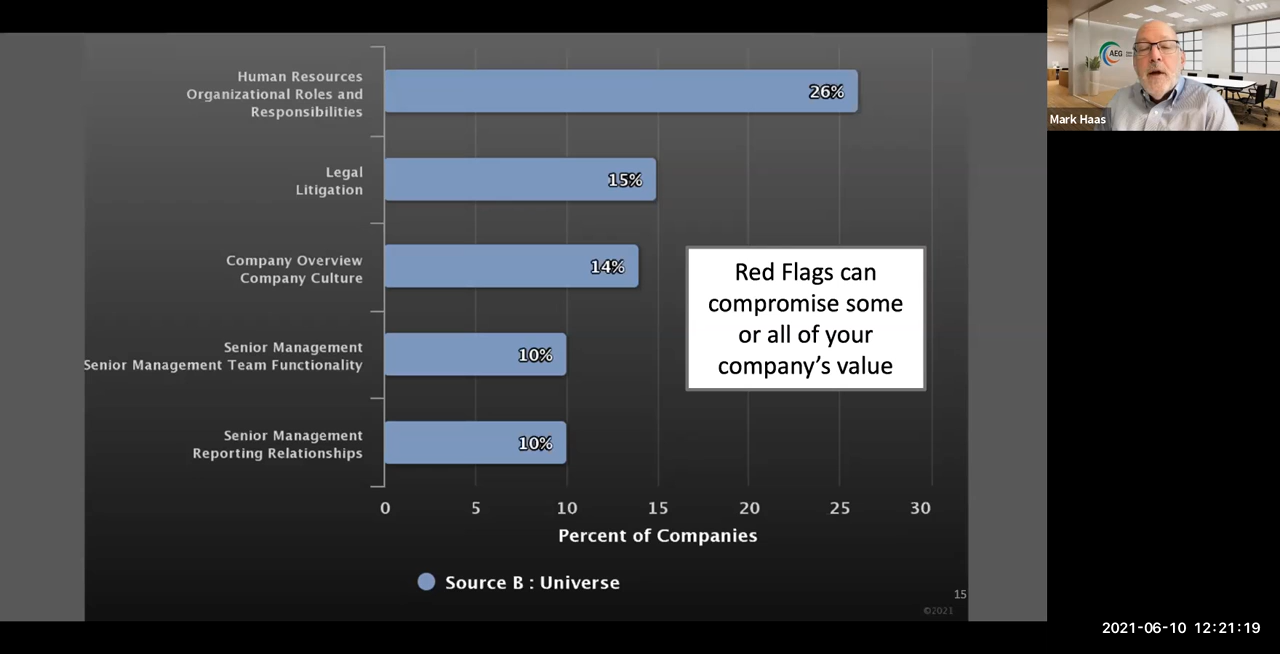 Human Resources
Organizational Roles and
Responsibilities
26%
Legal
Litigation
15%
Company Overview
Company Culture
14%
Senior Management
Senior Management Team Functionality
10%
Senior Management
Reporting Relationships
10%
Red Flags can
compromise some
or all of your
company’s value
0 5 10 15 20 25 30
Percent of Companies
Source B : Universe
15
©2021
AEG
Mark Haas
2021-06-10 12:21:19